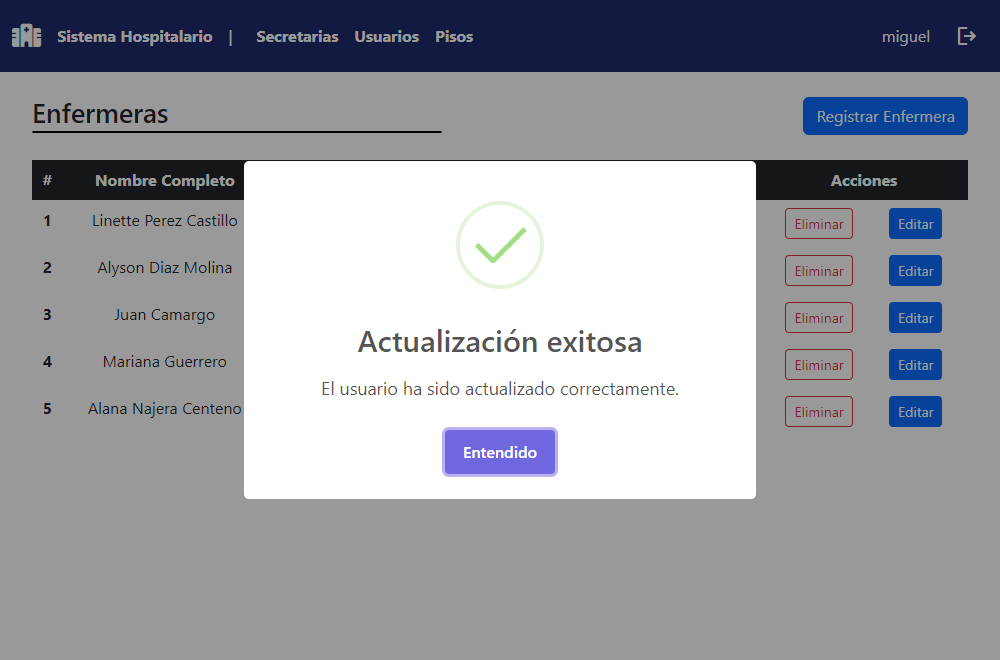 Sistema Hospitalario | Secretarias Usuarios Pisos miguel
Enfermeras Registrar Enfermera
# Nombre Completo Acciones
1 Linette Perez Castillo Eliminar Editar
2 Alyson Diaz Molina Eliminar Editar
3 Juan Camargo Eliminar Editar
4 Mariana Guerrero Eliminar Editar
5 Alana Najera Centeno Eliminar Editar
Actualización exitosa
El usuario ha sido actualizado correctamente.
Entendido